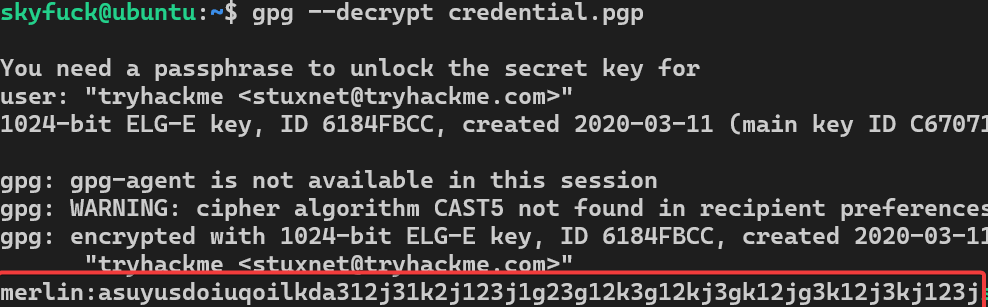 skyfuck@ubuntu:~$ gpg --decrypt credential.pgp
You need a passphrase to unlock the secret key for
user: "tryhackme <stuxnet@tryhackme.com>"
1024-bit ELG-E key, ID 6184FBCC, created 2020-03-11 (main key ID C67071
gpg: gpg-agent is not available in this session
gpg: WARNING: cipher algorithm CAST5 not found in recipient preferences
gpg: encrypted with 1024-bit ELG-E key, ID 6184FBCC, created 2020-03-11
"tryhackme <stuxnet@tryhackme.com>"
merlin:asuyusdoiuqoilkda312j31k2j123j1g23g12k3g12kj3gk12jg3k12j3kj123j